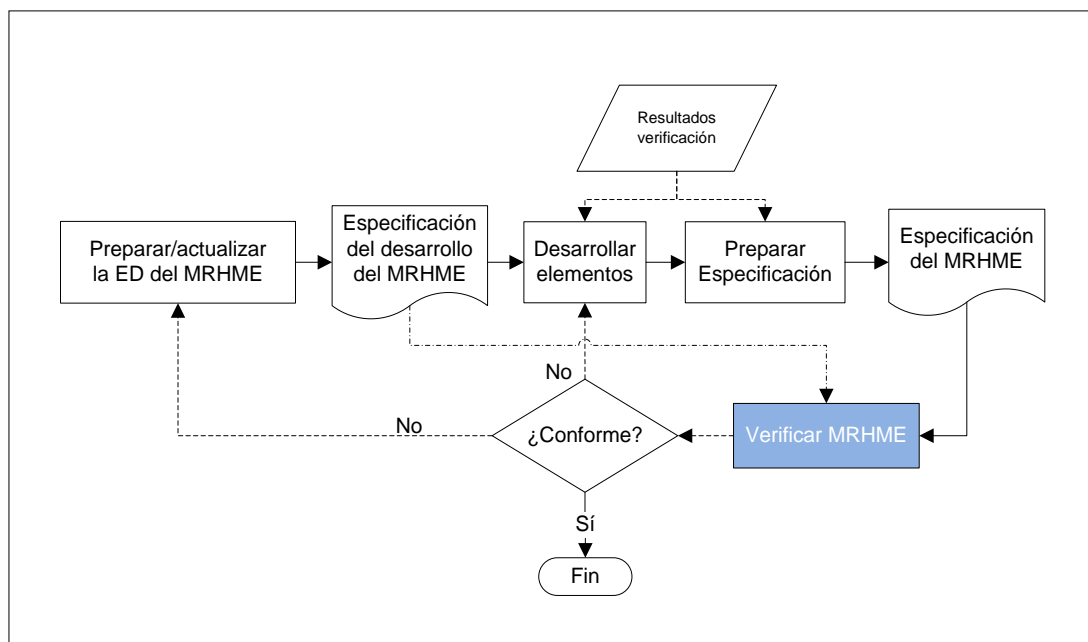 Resultados
verificación
Preparar/actualizar
la ED del MRHME
Especificación
del desarrollo
del MRHME
Desarrollar
elementos
Preparar
Especificación
Especificación
del MRHME
No
No
¿Conforme?
Verificar MRHME
Sí
Fin